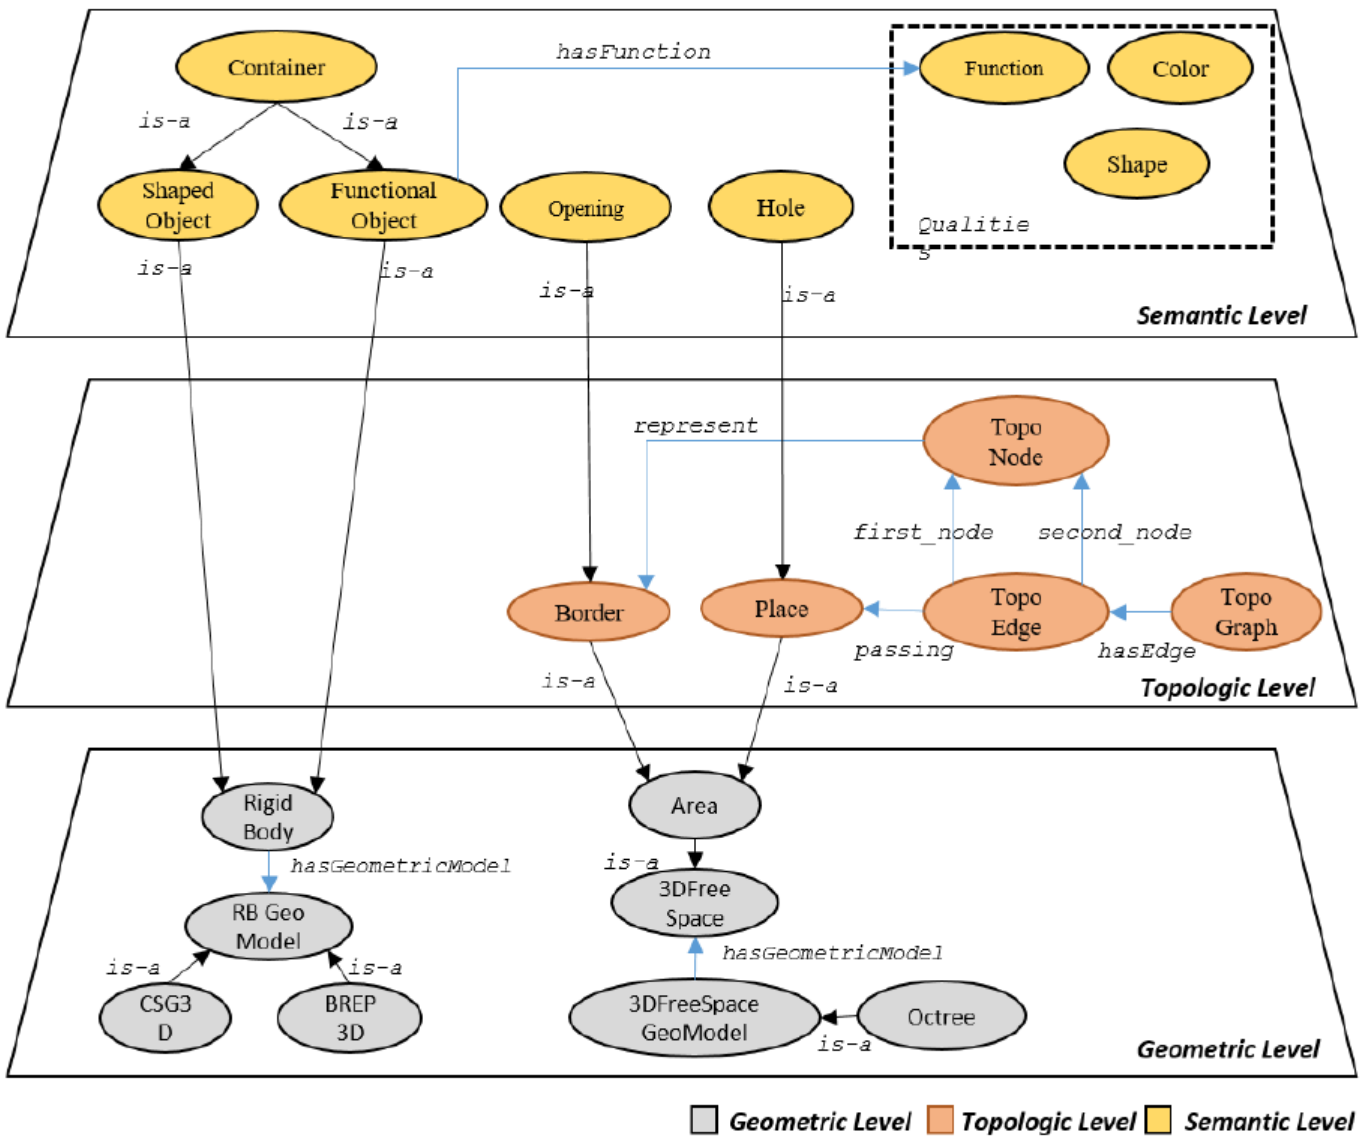 Container
hasFunction
Function
Color
is-a
is-a
Shape
Shaped
Object
Functional
Object
Opening
Hole
Qualitie
s
is-a
is-a
is-a
is-a
Semantic Level
represent
Topo
Node
first_node
second_node
Border
Place
Topo
Edge
Topo
Graph
passing
hasEdge
is-a
is-a
Topologic Level
Rigid
Body
Area
hasGeometricModel
is-a
3DFree
Space
RB Geo
Model
hasGeometricModel
is-a
is-a
CSG3
D
BREP
3D
3DFreeSpace
GeoModel
Octree
is-a
Geometric Level
Geometric Level
Topologic Level
Semantic Level